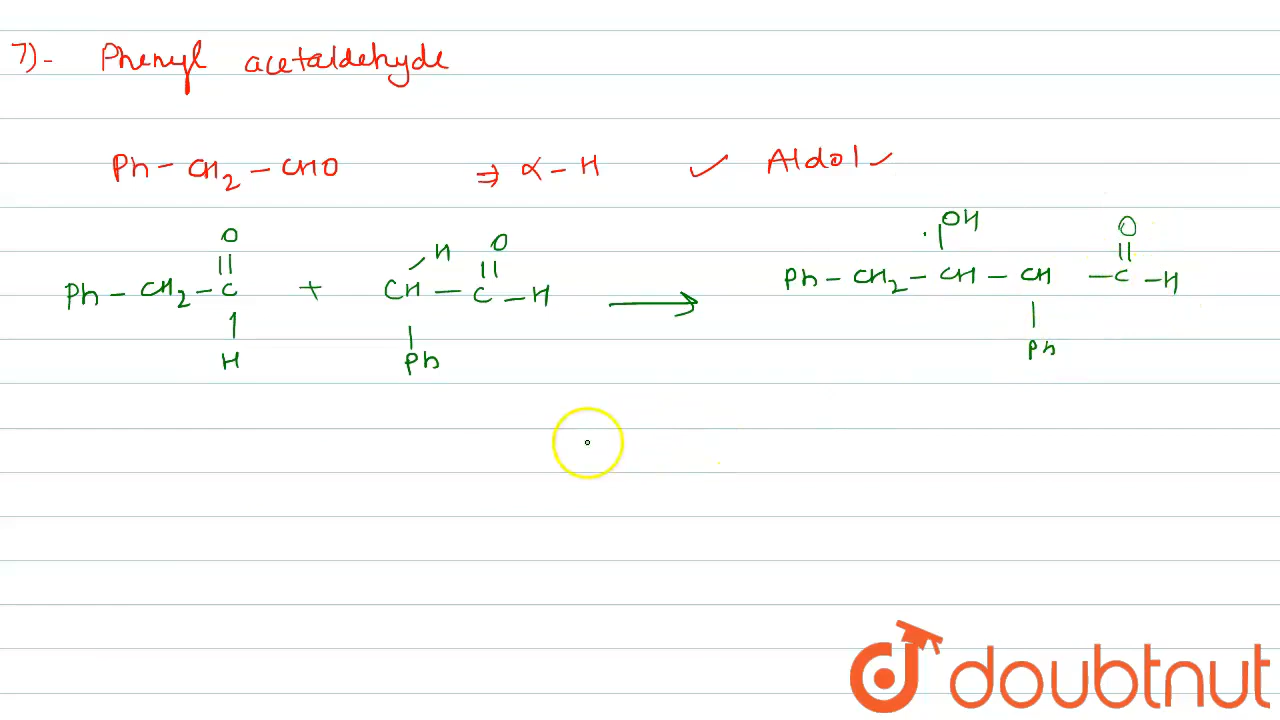 7)- Phenyl acetaldehyde
Ph - CH2 - CHO ⇒ α - H ✓ Aldol ✓
O H O OH O
|| / || | ||
Ph - CH2 - C + CH - C - H ⟶ Ph - CH2 - CH - CH - C - H
| | |
H Ph Ph
doubtnut